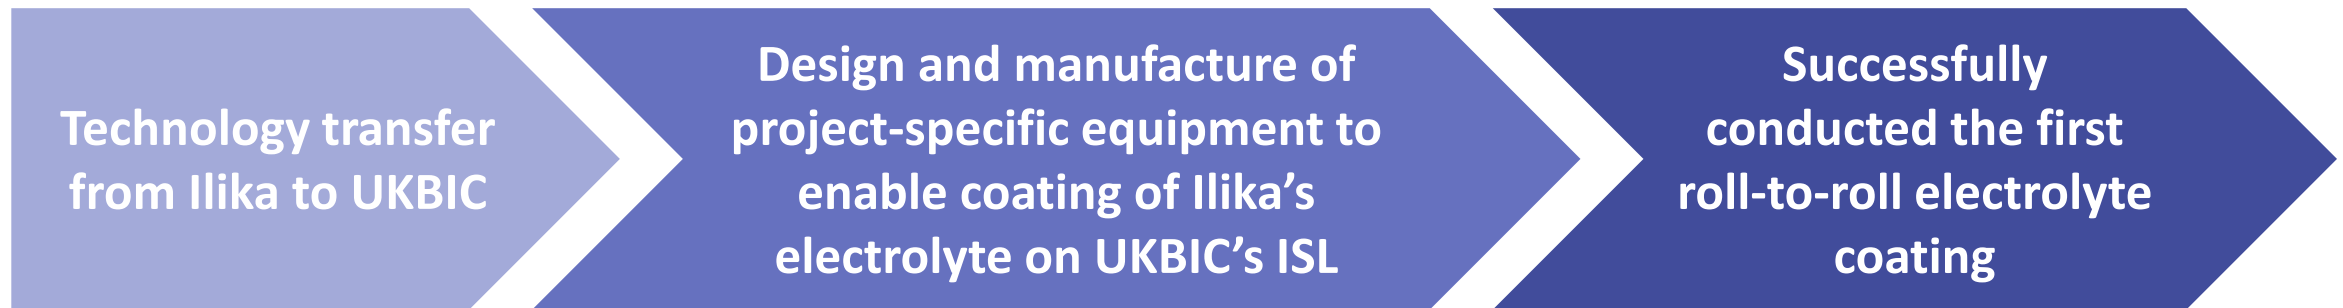 Technology transfer
from Ilika to UKBIC
Design and manufacture of
project-specific equipment to
enable coating of Ilika’s
electrolyte on UKBIC’s ISL
Successfully
conducted the first
roll-to-roll electrolyte
coating